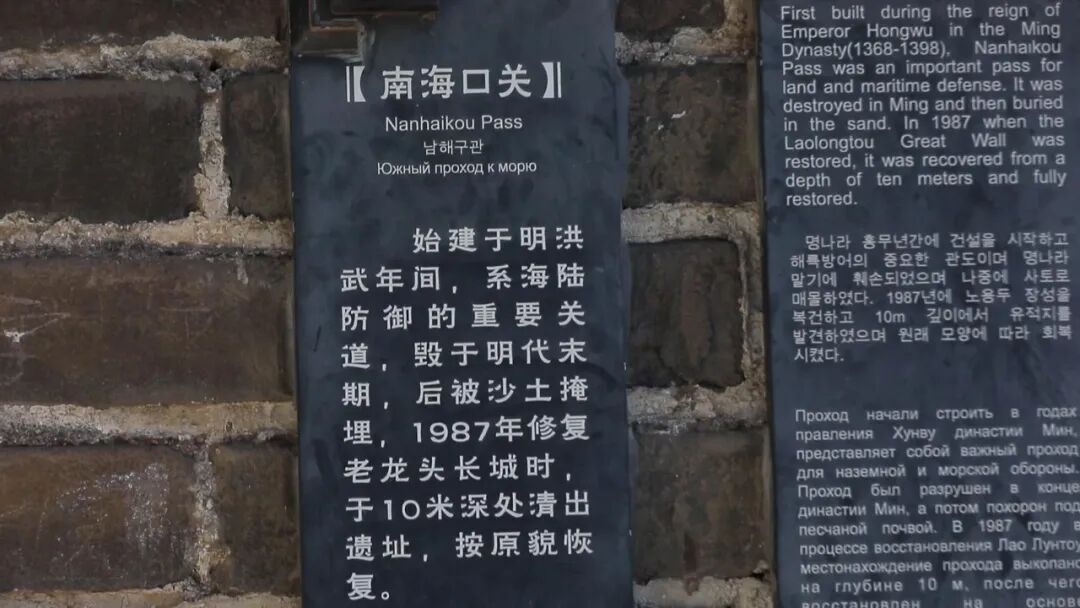 【南海口关】
Nanhaikou Pass
남해구관
Южный проход к морю
始建于明洪
武年间，系海陆
防御的重要关
道，毁于明代末
期，后被沙土掩
埋，1987年修复
老龙头长城时，
于10米深处清出
遗址，按原貌恢
复。
First built during the reign of
Emperor Hongwu in the Ming
Dynasty(1368-1398), Nanhaikou
Pass was an important pass for
land and maritime defense. It was
destroyed in Ming and then buried
in the sand. In 1987 when the
Laolongtou Great Wall was
restored, it was recovered from a
depth of ten meters and fully
restored.
명나라 홍무년간에 건설을 시작하고
해륙방어의 중요한 관도이며 명나라
말기에 훼손되었으며 나중에 사토로
매몰하였다. 1987년에 노용두 장성을
복건하고 10m 깊이에서 유적지를
발견하였으며 원래 모양에 따라 회복
시켰다.
Проход начали строить в годах
правления Хунву династии Мин,
представляет собой важный проход
для наземной и морской обороны.
Проход был разрушен в конце
династии Мин, а потом похорон под
песчаной почвой. В 1987 году в
процессе восстановления Лао Лунтоу
местонахождение прохода выкопано
на глубине 10 м, после чего
восстановлен на основе